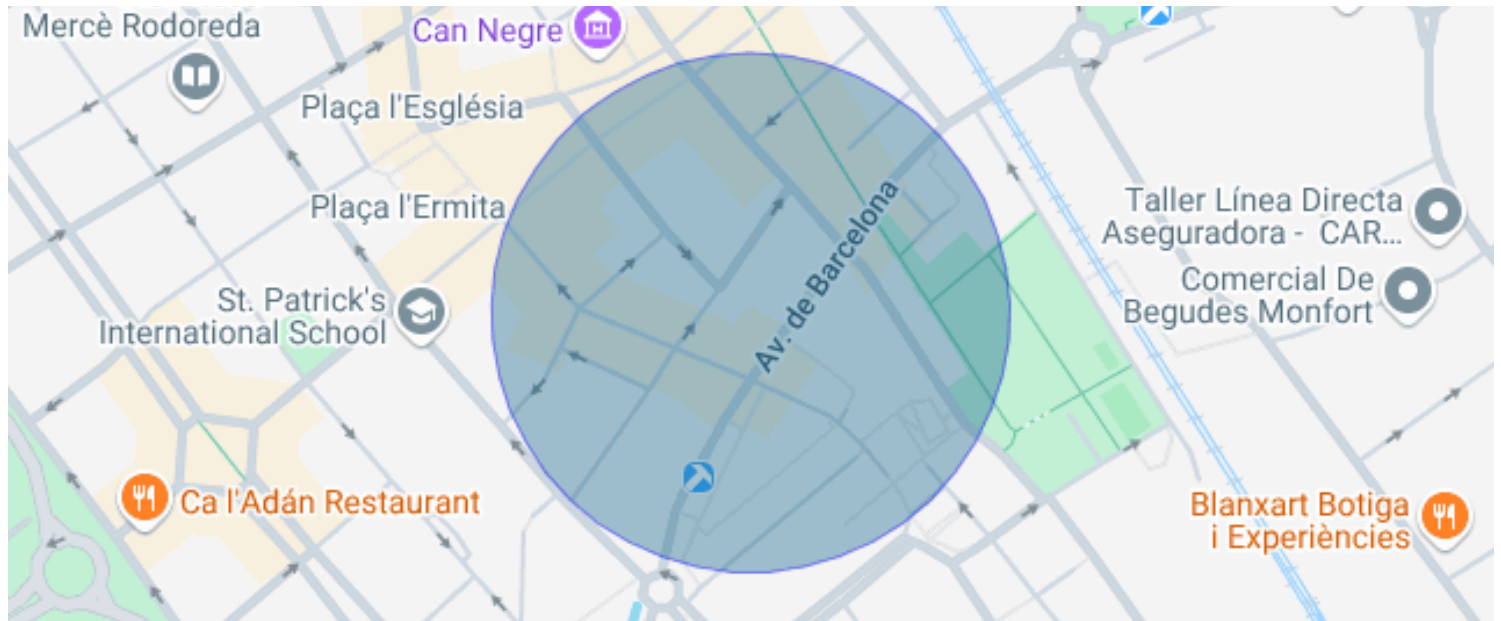 Mercè Rodoreda
Can Negre
Plaça l'Església
Plaça l'Ermita
Av. de Barcelona
Taller Línea Directa
Aseguradora - CAR...
Comercial De
Begudes Monfort
St. Patrick's
International School
Ca l'Adán Restaurant
Blanxart Botiga
i Experiències